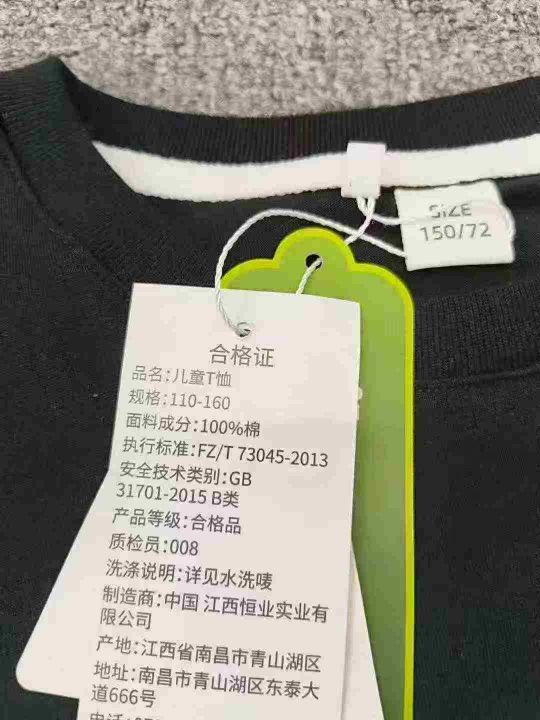 SIZE
150/72
合格证
品名:儿童T恤
规格:110-160
面料成分:100%棉
执行标准:FZ/T 73045-2013
安全技术类别:GB
31701-2015 B类
产品等级:合格品
质检员:008
洗涤说明:详见水洗唛
制造商:中国 江西恒业实业有
限公司
产地:江西省南昌市青山湖区
地址:南昌市青山湖区东泰大
道666号